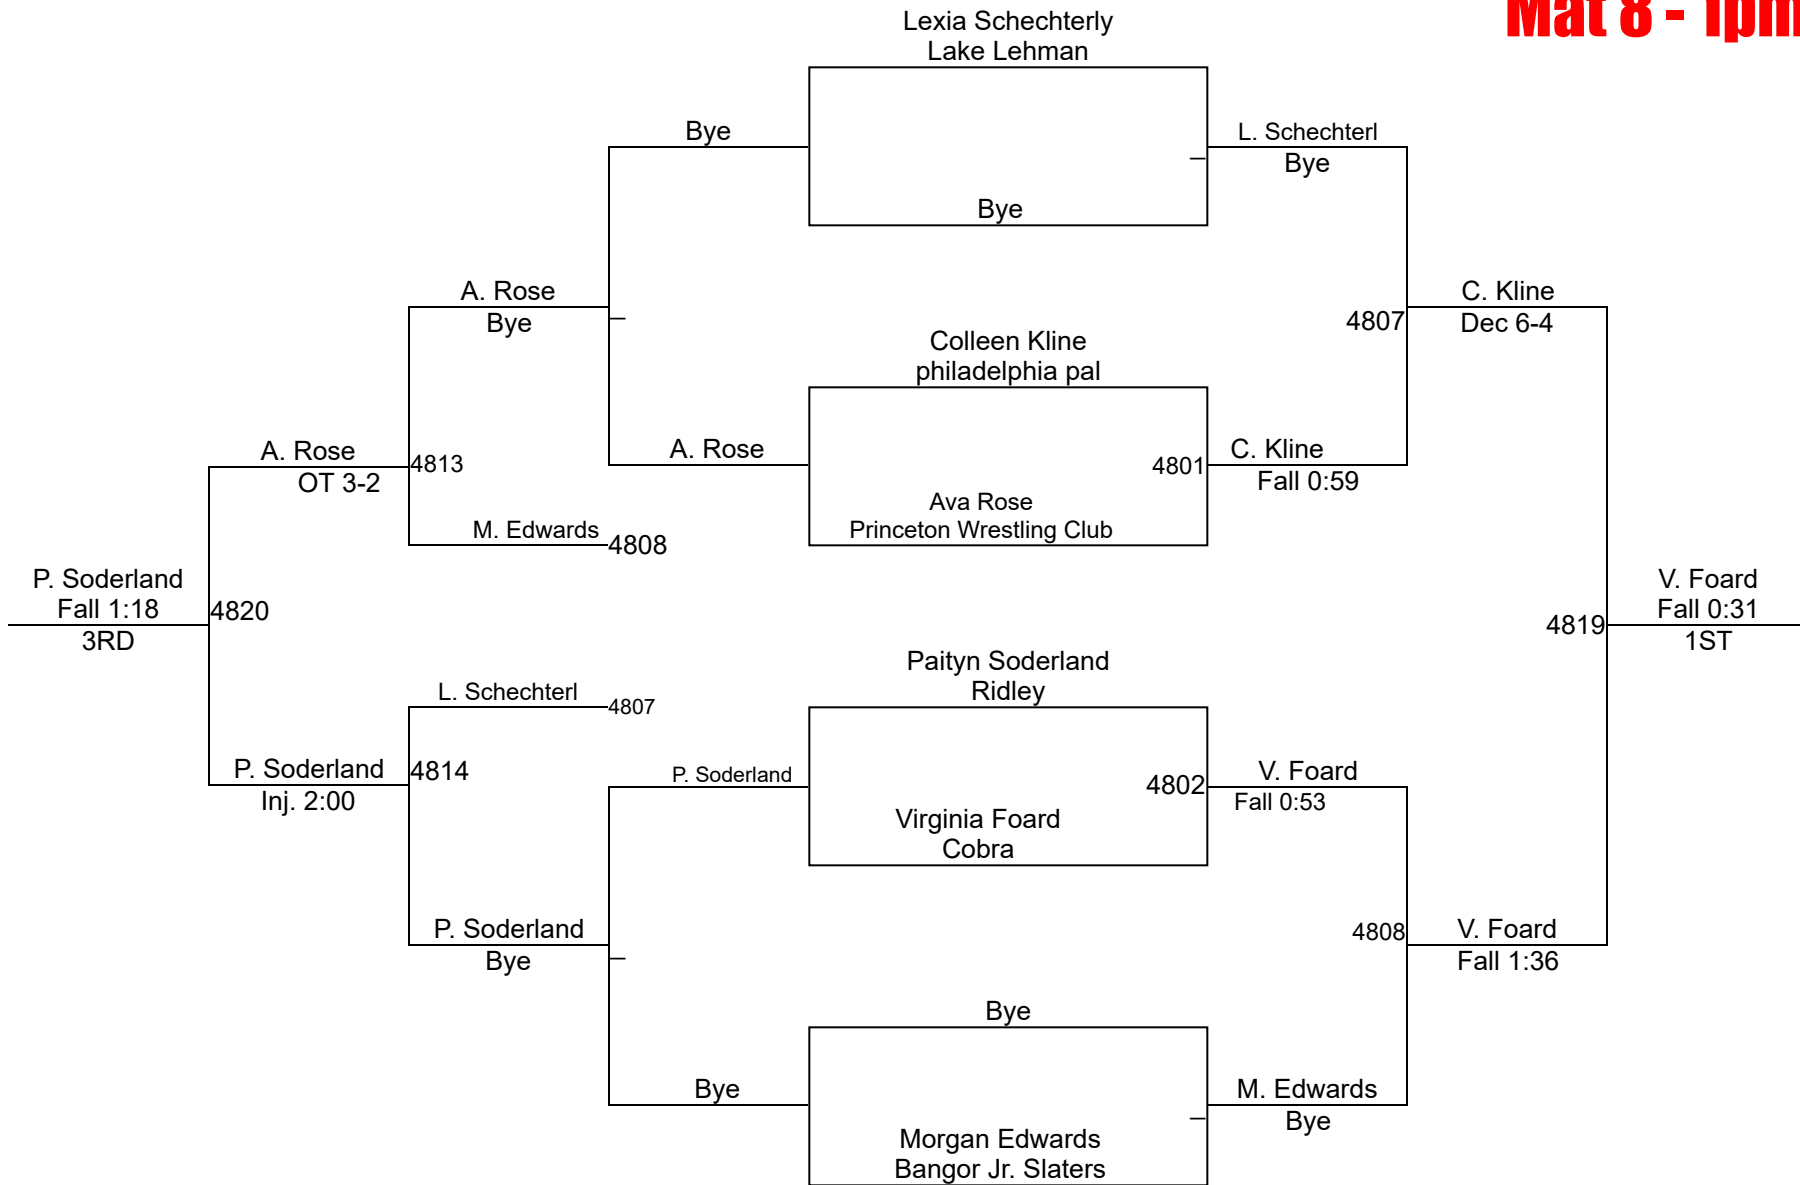 Mat 8 - 1pm
Lexia Schechterly
Lake Lehman
Bye
L. Schechterl
Bye
Bye
A. Rose
Bye
C. Kline
Dec 6-4
4807
Colleen Kline
philadelphia pal
A. Rose
OT 3-2
4813
A. Rose
4801
C. Kline
Fall 0:59
Ava Rose
Princeton Wrestling Club
M. Edwards
4808
P. Soderland
Fall 1:18
3RD
4820
4819
V. Foard
Fall 0:31
1ST
Paityn Soderland
Ridley
L. Schechterl
4807
P. Soderland
Inj. 2:00
4814
P. Soderland
4802
V. Foard
Fall 0:53
Virginia Foard
Cobra
P. Soderland
Bye
4808
V. Foard
Fall 1:36
Bye
Bye
M. Edwards
Bye
Morgan Edwards
Bangor Jr. Slaters